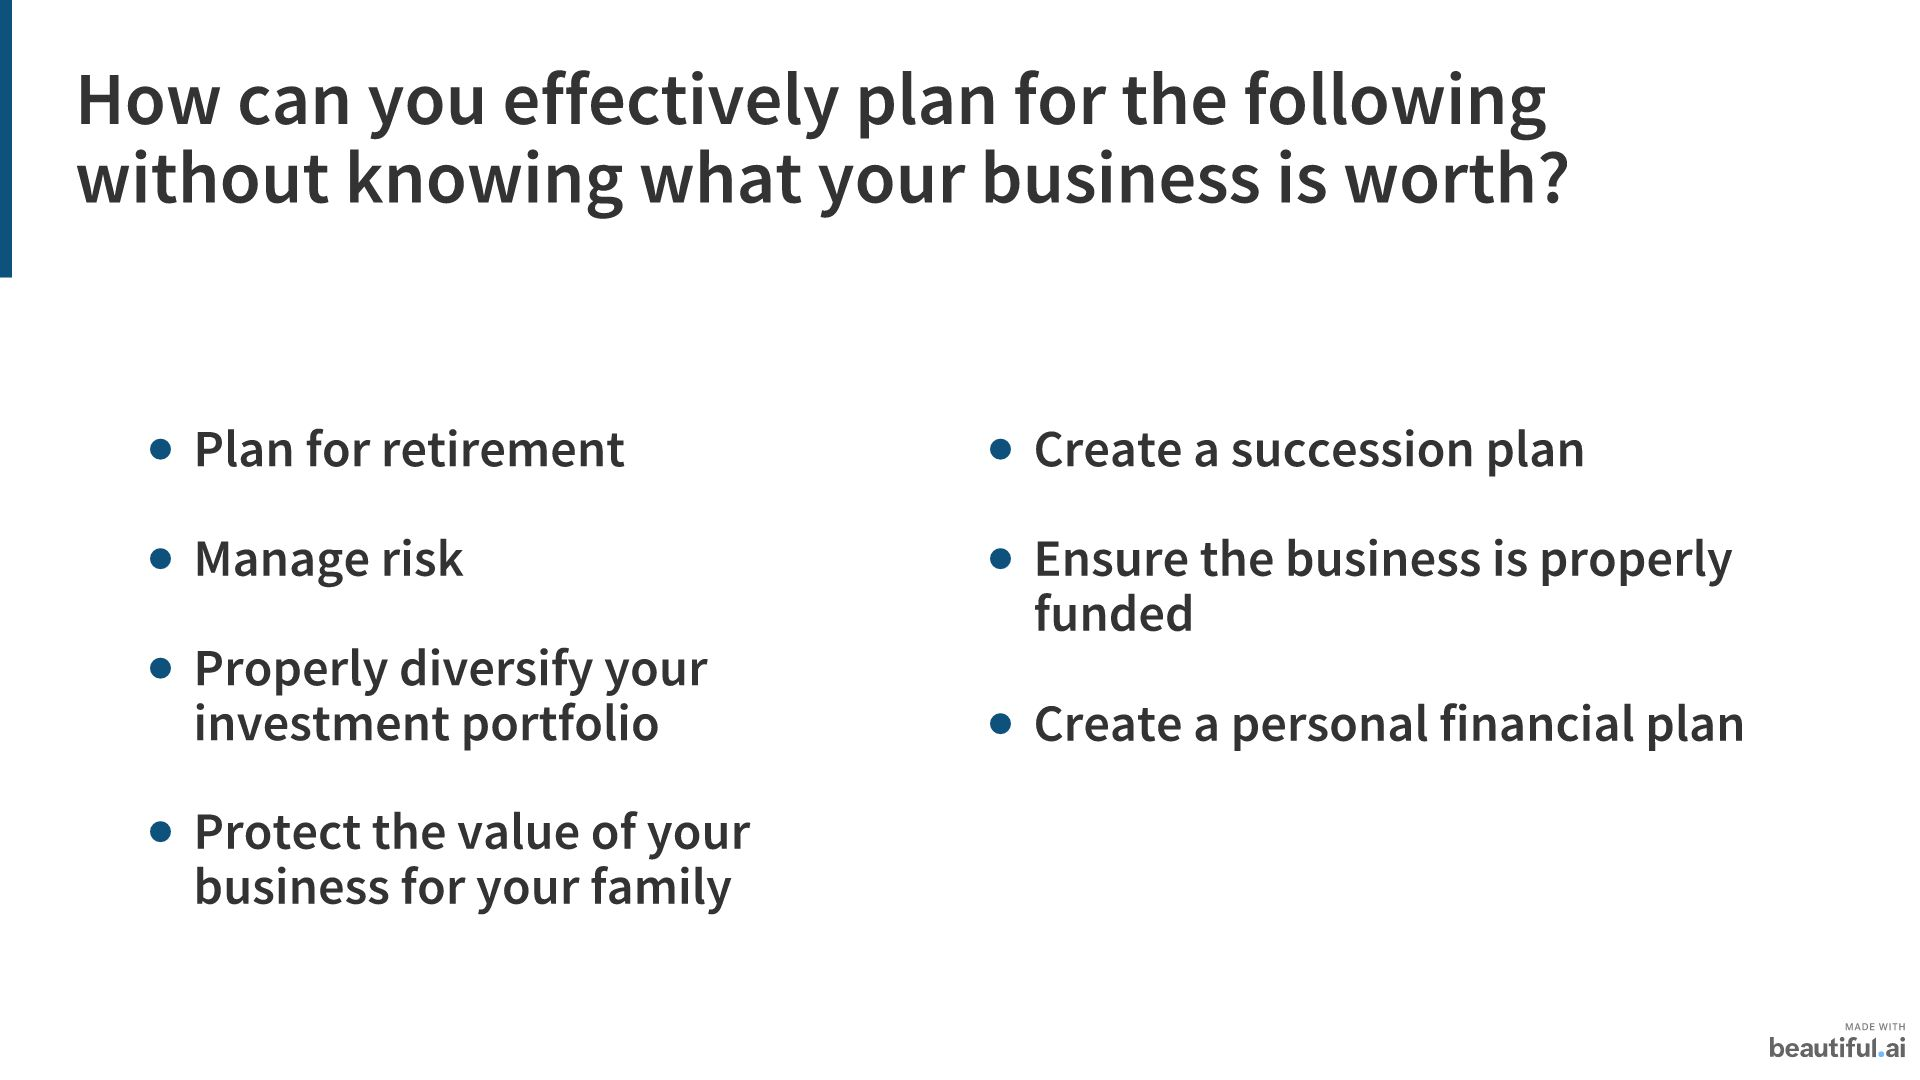 How can you effectively plan for the following
without knowing what your business is worth?
Plan for retirement
Manage risk
Properly diversify your
investment portfolio
Protect the value of your
business for your family
Create a succession plan
Ensure the business is properly
funded
Create a personal financial plan
MADE WITH
beautiful.ai